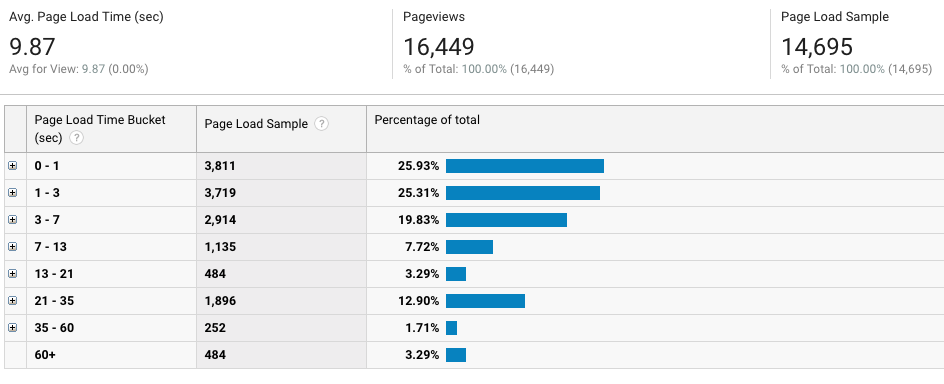 Avg. Page Load Time (sec)
9.87
Avg for View: 9.87 (0.00%)
Pageviews
16,449
% of Total: 100.00% (16,449)
Page Load Sample
14,695
% of Total: 100.00% (14,695)
Page Load Time Bucket
(sec) ?
Page Load Sample ?
Percentage of total
0 - 1 3,811 25.93%
1 - 3 3,719 25.31%
3 - 7 2,914 19.83%
7 - 13 1,135 7.72%
13 - 21 484 3.29%
21 - 35 1,896 12.90%
35 - 60 252 1.71%
60+ 484 3.29%